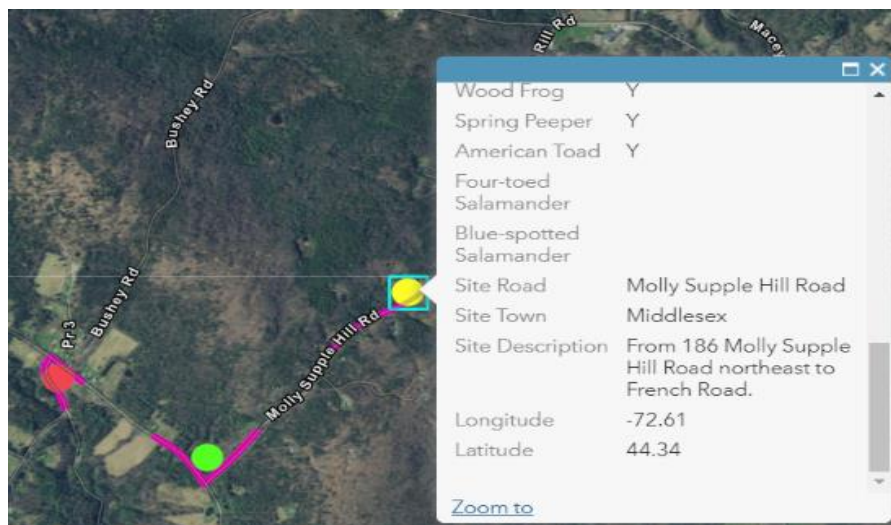 Rill Rd
Macey
Bushey Rd
Wood Frog Y
Spring Peeper Y
American Toad Y
Four-toed
Salamander
Blue-spotted
Salamander
Site Road Molly Supple Hill Road
Site Town Middlesex
Site Description From 186 Molly Supple
Hill Road northeast to
French Road.
Longitude -72.61
Latitude 44.34
Zoom to
Bushey Rd
Pr 3
Molly Supple Hill Rd